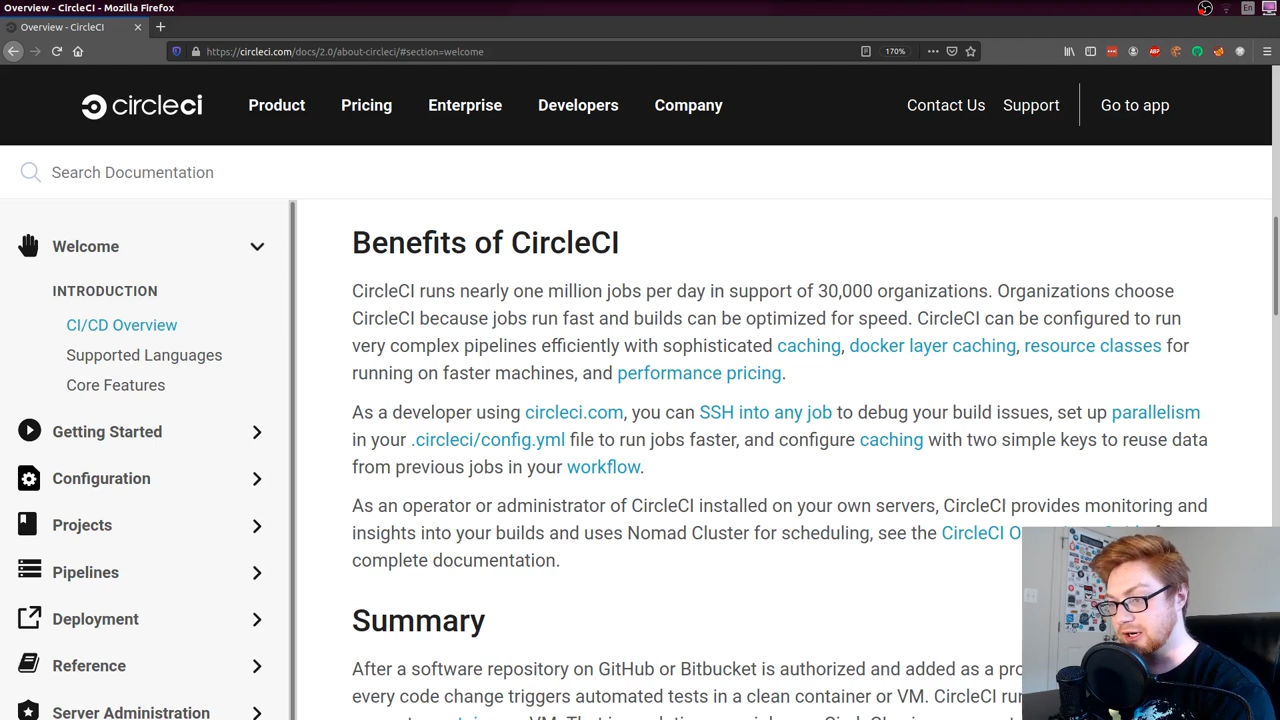 Overview - CircleCI - Mozilla Firefox
En
Overview - CircleCI
https://circleci.com/docs/2.0/about-circleci/#section=welcome
170%
ABP
circleci
Product
Pricing
Enterprise
Developers
Company
Contact Us
Support
Go to app
Search Documentation
Welcome
INTRODUCTION
CI/CD Overview
Supported Languages
Core Features
Getting Started
Configuration
Projects
Pipelines
Deployment
Reference
Server Administration
Benefits of CircleCI
CircleCI runs nearly one million jobs per day in support of 30,000 organizations. Organizations choose
CircleCI because jobs run fast and builds can be optimized for speed. CircleCI can be configured to run
very complex pipelines efficiently with sophisticated caching, docker layer caching, resource classes for
running on faster machines, and performance pricing.
As a developer using circleci.com, you can SSH into any job to debug your build issues, set up parallelism
in your .circleci/config.yml file to run jobs faster, and configure caching with two simple keys to reuse data
from previous jobs in your workflow.
As an operator or administrator of CircleCI installed on your own servers, CircleCI provides monitoring and
insights into your builds and uses Nomad Cluster for scheduling, see the CircleCI
complete documentation.
Summary
After a software repository on GitHub or Bitbucket is authorized and added as a
every code change triggers automated tests in a clean container or VM. CircleCI